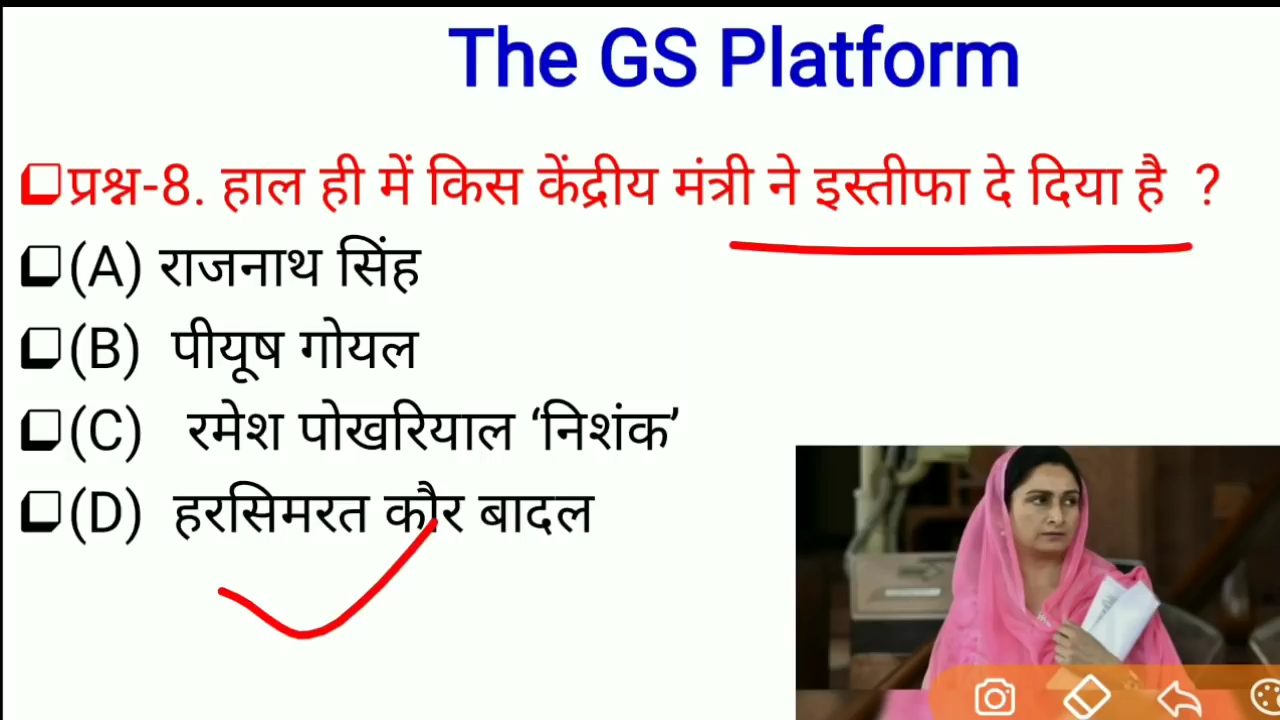 The GS Platform
प्रश्न-8. हाल ही में किस केंद्रीय मंत्री ने इस्तीफा दे दिया है ?
(A) राजनाथ सिंह
(B) पीयूष गोयल
(C) रमेश पोखरियाल ‘निशंक’
(D) हरसिमरत कौर बादल